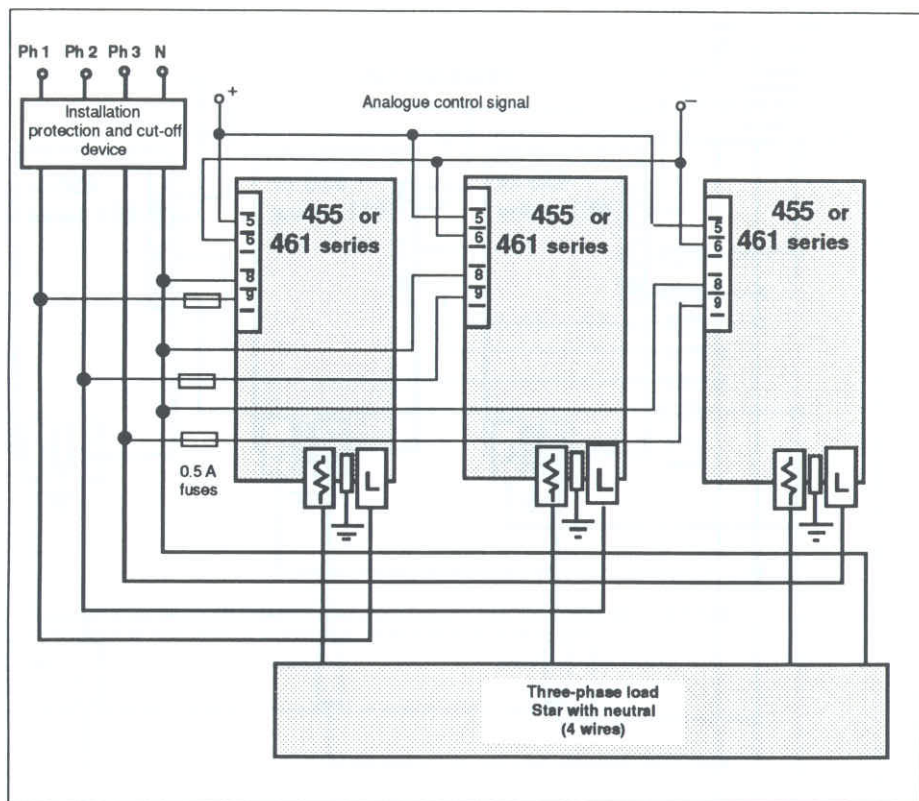 Ph 1 Ph 2 Ph 3 N
+
Analogue control signal
−
Installation
protection and cut-off
device
455 or
461 series
5
6
8
9
455 or
461 series
5
6
8
9
455 or
461 series
5
6
8
9
0.5 A
fuses
L
L
L
Three-phase load
Star with neutral
(4 wires)